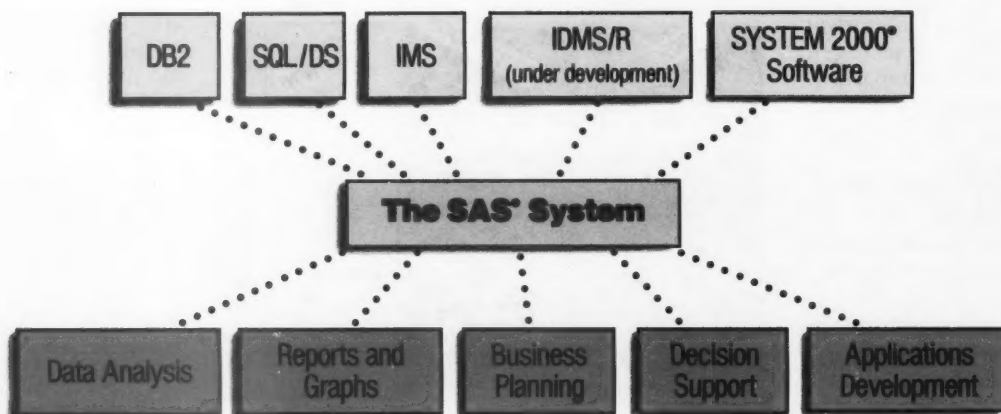 DB2
SQL/DS
IMS
IDMS/R
(under development)
SYSTEM 2000®
Software
The SAS® System
Data Analysis
Reports and
Graphs
Business
Planning
Decision
Support
Applications
Development